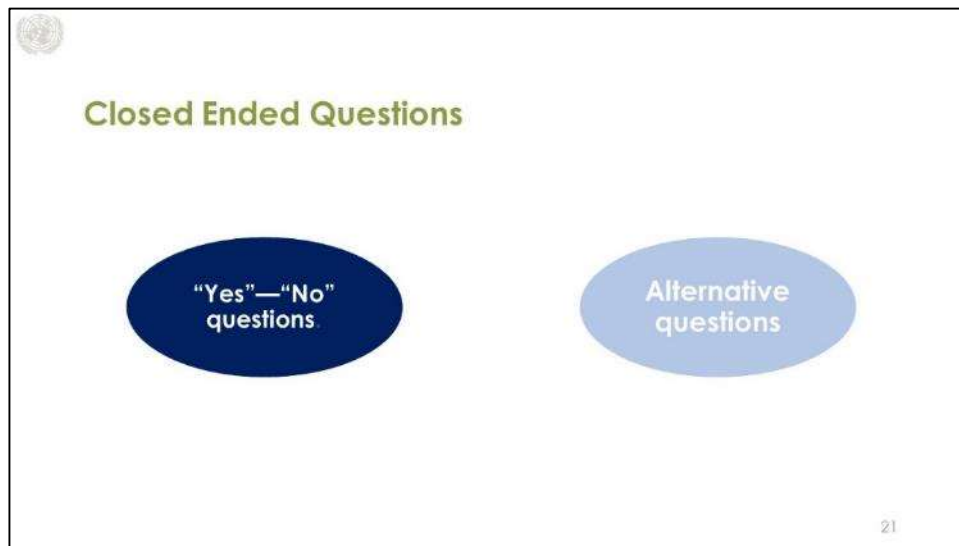 Closed Ended Questions
“Yes”—“No”
questions.
Alternative
questions
21